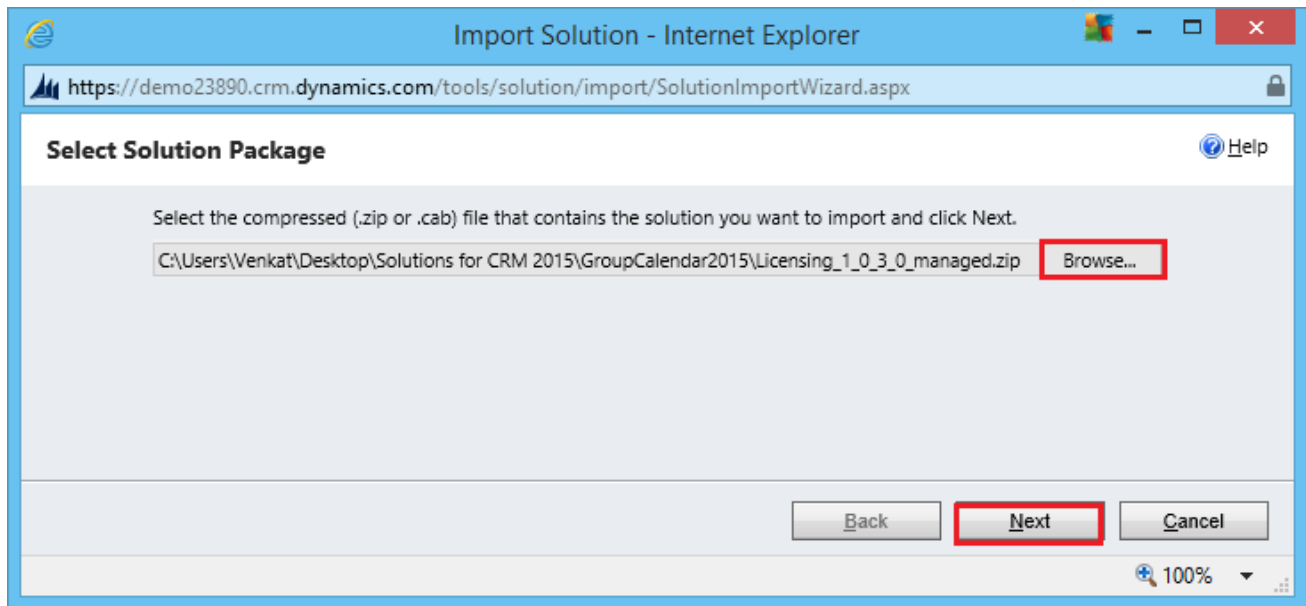 Import Solution - Internet Explorer
https://demo23890.crm.dynamics.com/tools/solution/import/SolutionImportWizard.aspx
Select Solution Package
Help
Select the compressed (.zip or .cab) file that contains the solution you want to import and click Next.
C:\Users\Venkat\Desktop\Solutions for CRM 2015\GroupCalendar2015\Licensing_1_0_3_0_managed.zip Browse...
Back Next Cancel
100%